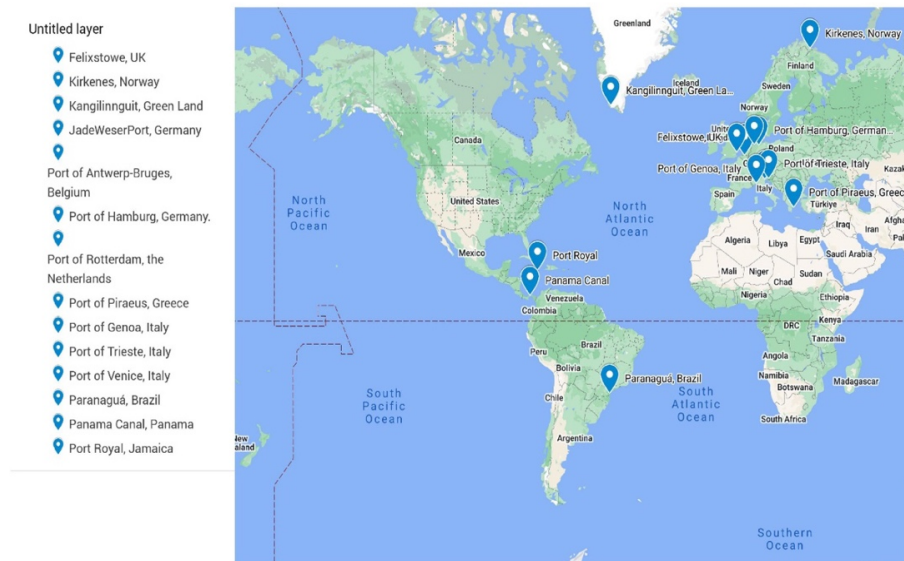 Untitled layer
Felixstowe, UK
Kirkenes, Norway
Kangilinnguit, Green Land
JadeWeserPort, Germany
Port of Antwerp-Bruges,
Belgium
Port of Hamburg, Germany.
Port of Rotterdam, the
Netherlands
Port of Piraeus, Greece
Port of Genoa, Italy
Port of Trieste, Italy
Port of Venice, Italy
Paranaguá, Brazil
Panama Canal, Panama
Port Royal, Jamaica
Greenland
Kirkenes, Norway
Finland
Iceland
Sweden
Kangilinnguit, Green La...
Norway
Canada
Felixstowe, UK
Port of Hamburg, German...
Poland
Port of Genoa, Italy
Trieste, Italy
France
Kazak
United States
Spain
Italy
Port of Piraeus, Greece
Türkiye
North
Pacific
Ocean
North
Atlantic
Ocean
Iraq
Iran
Afgha
Pak
Algeria
Libya
Egypt
Saudi Arabia
Mexico
Port Royal
Mali
Niger
Chad
Sudan
Panama Canal
Venezuela
Colombia
Nigeria
Ethiopia
Kenya
DRC
Tanzania
Peru
Brazil
Bolivia
Angola
Namibia
Botswana
Madagascar
Paranaguá, Brazil
South
Pacific
Ocean
South
Atlantic
Ocean
Chile
South Africa
Argentina
New
ealand
Southern
Ocean